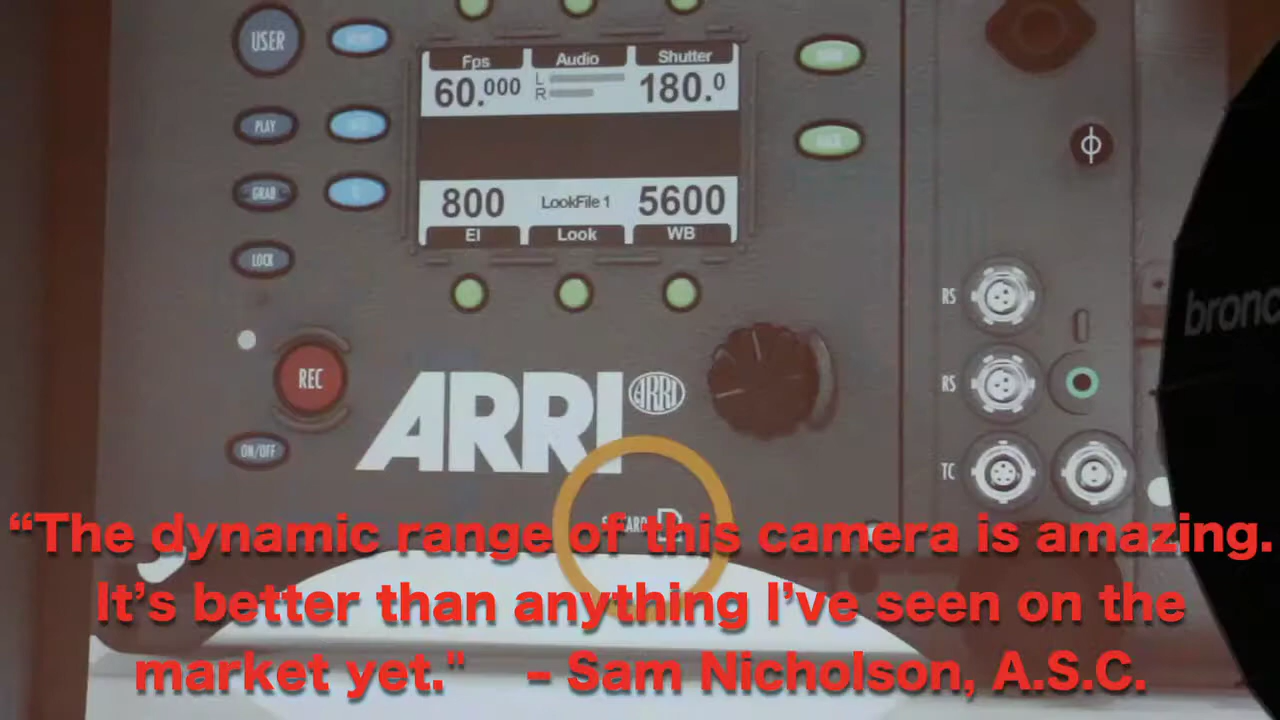 USER
Fps Audio Shutter
60.000 L R 180.0
PLAY
GRAB
800 LookFile 1 5600
EI Look WB
LOCK
RS
REC
ARRI ARRI
RS
ON/OFF
TC
bronc
“The dynamic range of this camera is amazing.
It’s better than anything I’ve seen on the
market yet." – Sam Nicholson, A.S.C.